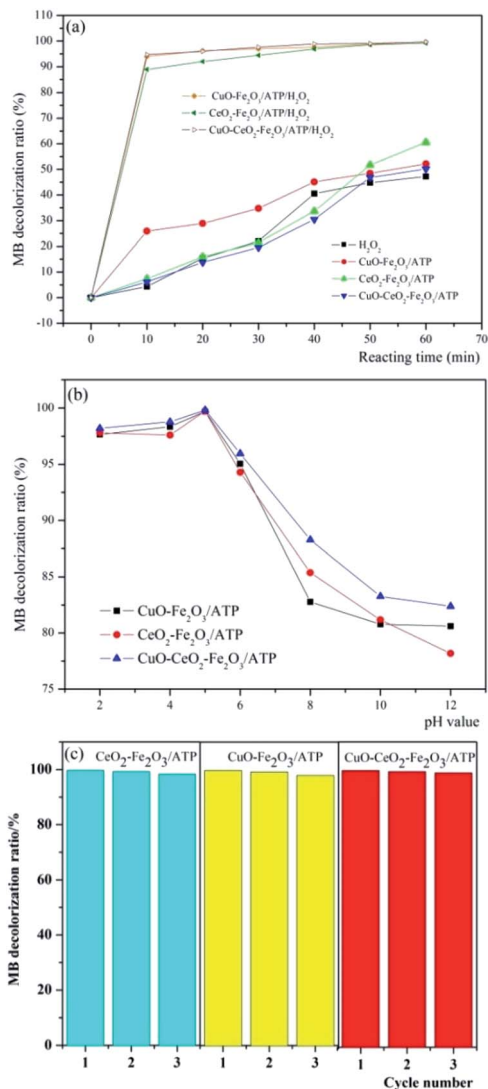 (a)
110
100
90
80
70
60
50
40
30
20
10
0
-10
MB decolorization ratio (%)
CuO-Fe₂O₃/ATP/H₂O₂
CeO₂-Fe₂O₃/ATP/H₂O₂
CuO-CeO₂-Fe₂O₃/ATP/H₂O₂
H₂O₂
CuO-Fe₂O₃/ATP
CeO₂-Fe₂O₃/ATP
CuO-CeO₂-Fe₂O₃/ATP
0 10 20 30 40 50 60 70
Reacting time (min)
(b)
100
95
90
85
80
75
MB decolorization ratio (%)
CuO-Fe₂O₃/ATP
CeO₂-Fe₂O₃/ATP
CuO-CeO₂-Fe₂O₃/ATP
2 4 6 8 10 12
pH value
(c) CeO₂-Fe₂O₃/ATP CuO-Fe₂O₃/ATP CuO-CeO₂-Fe₂O₃/ATP
100
80
60
40
20
0
MB decolorization ratio/%
1 2 3 1 2 3 1 2 3
Cycle number